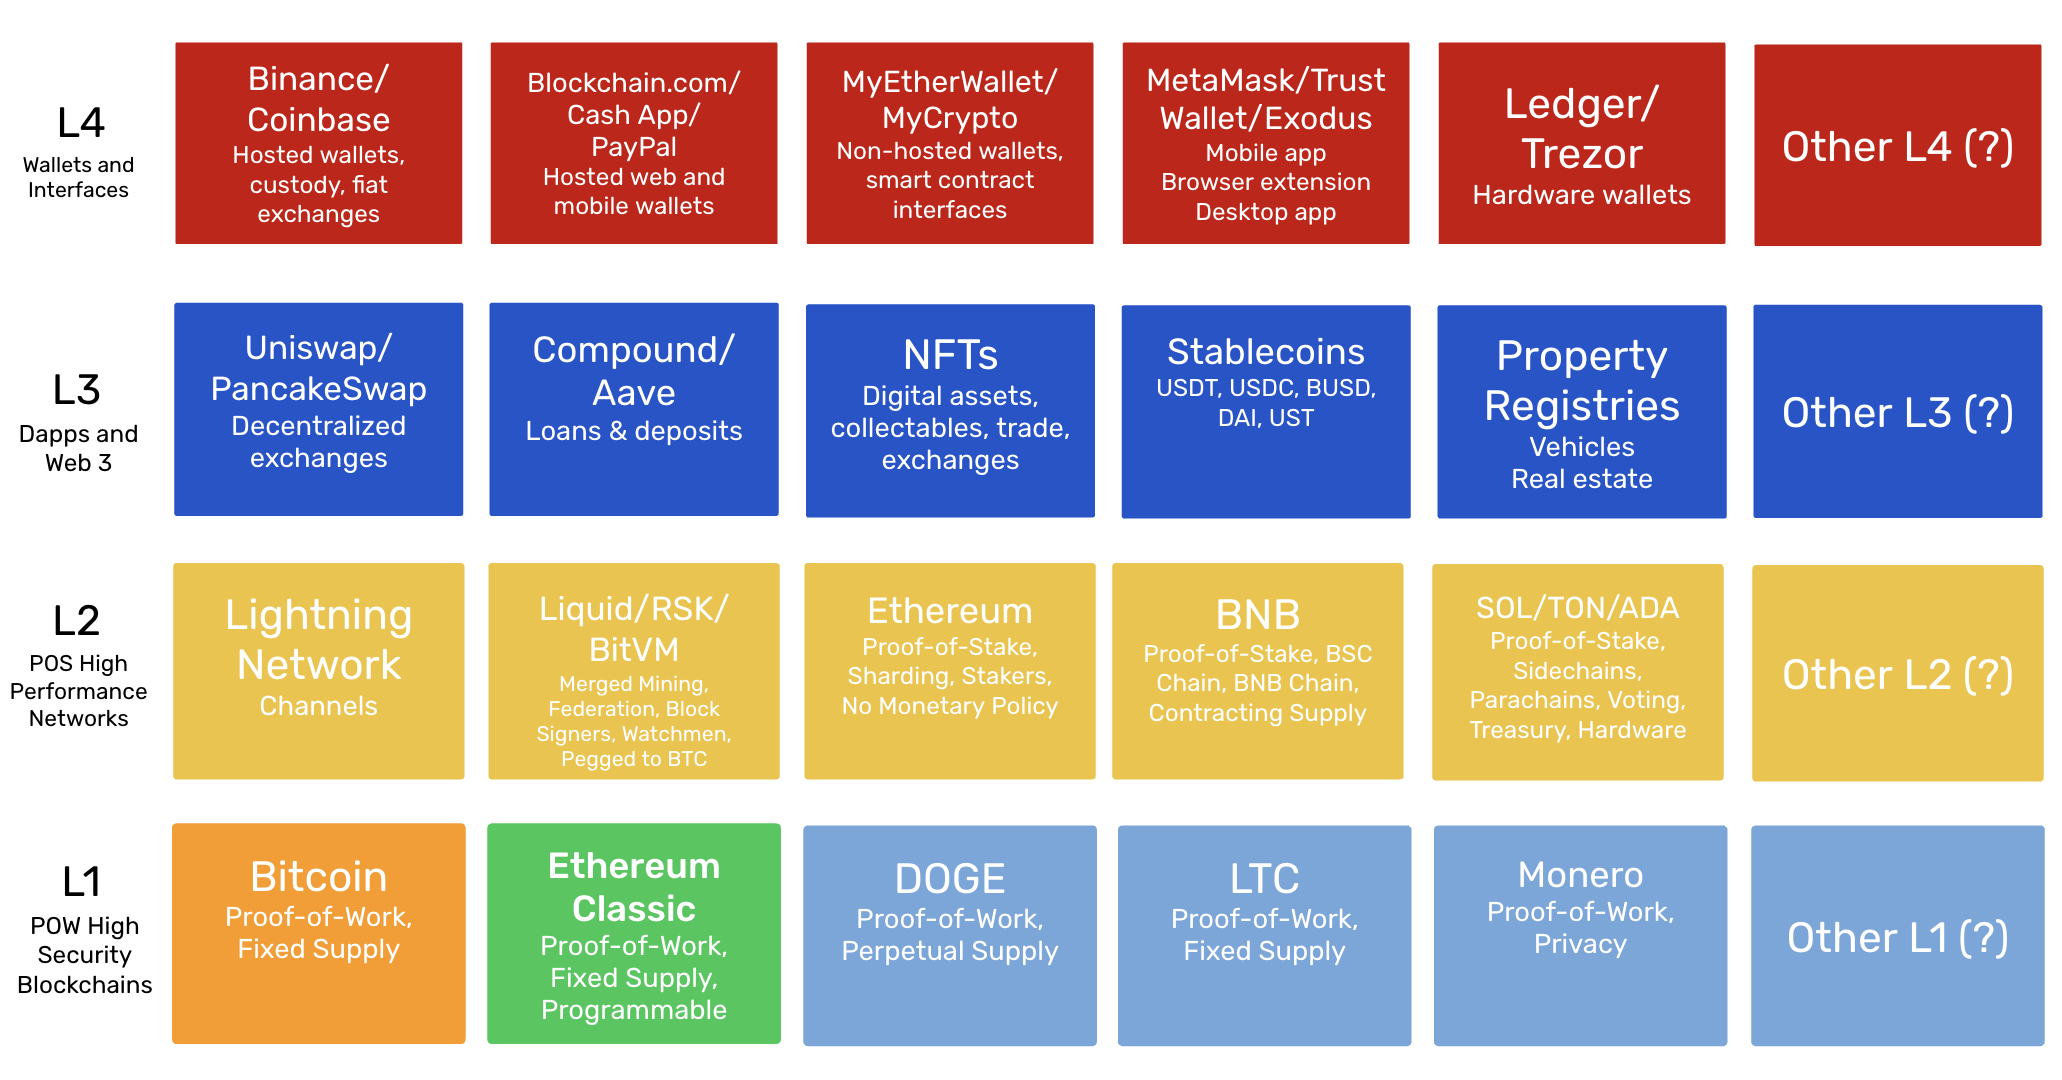 L4
Wallets and
Interfaces
Binance/
Coinbase
Hosted wallets,
custody, fiat
exchanges
Blockchain.com/
Cash App/
PayPal
Hosted web and
mobile wallets
MyEtherWallet/
MyCrypto
Non-hosted wallets,
smart contract
interfaces
MetaMask/Trust
Wallet/Exodus
Mobile app
Browser extension
Desktop app
Ledger/
Trezor
Hardware wallets
Other L4 (?)
L3
Dapps and
Web 3
Uniswap/
PancakeSwap
Decentralized
exchanges
Compound/
Aave
Loans & deposits
NFTs
Digital assets,
collectables, trade,
exchanges
Stablecoins
USDT, USDC, BUSD,
DAI, UST
Property
Registries
Vehicles
Real estate
Other L3 (?)
L2
POS High
Performance
Networks
Lightning
Network
Channels
Liquid/RSK/
BitVM
Merged Mining,
Federation, Block
Signers, Watchmen,
Pegged to BTC
Ethereum
Proof-of-Stake,
Sharding, Stakers,
No Monetary Policy
BNB
Proof-of-Stake, BSC
Chain, BNB Chain,
Contracting Supply
SOL/TON/ADA
Proof-of-Stake,
Sidechains,
Parachains, Voting,
Treasury, Hardware
Other L2 (?)
L1
POW High
Security
Blockchains
Bitcoin
Proof-of-Work,
Fixed Supply
Ethereum
Classic
Proof-of-Work,
Fixed Supply,
Programmable
DOGE
Proof-of-Work,
Perpetual Supply
LTC
Proof-of-Work,
Fixed Supply
Monero
Proof-of-Work,
Privacy
Other L1 (?)